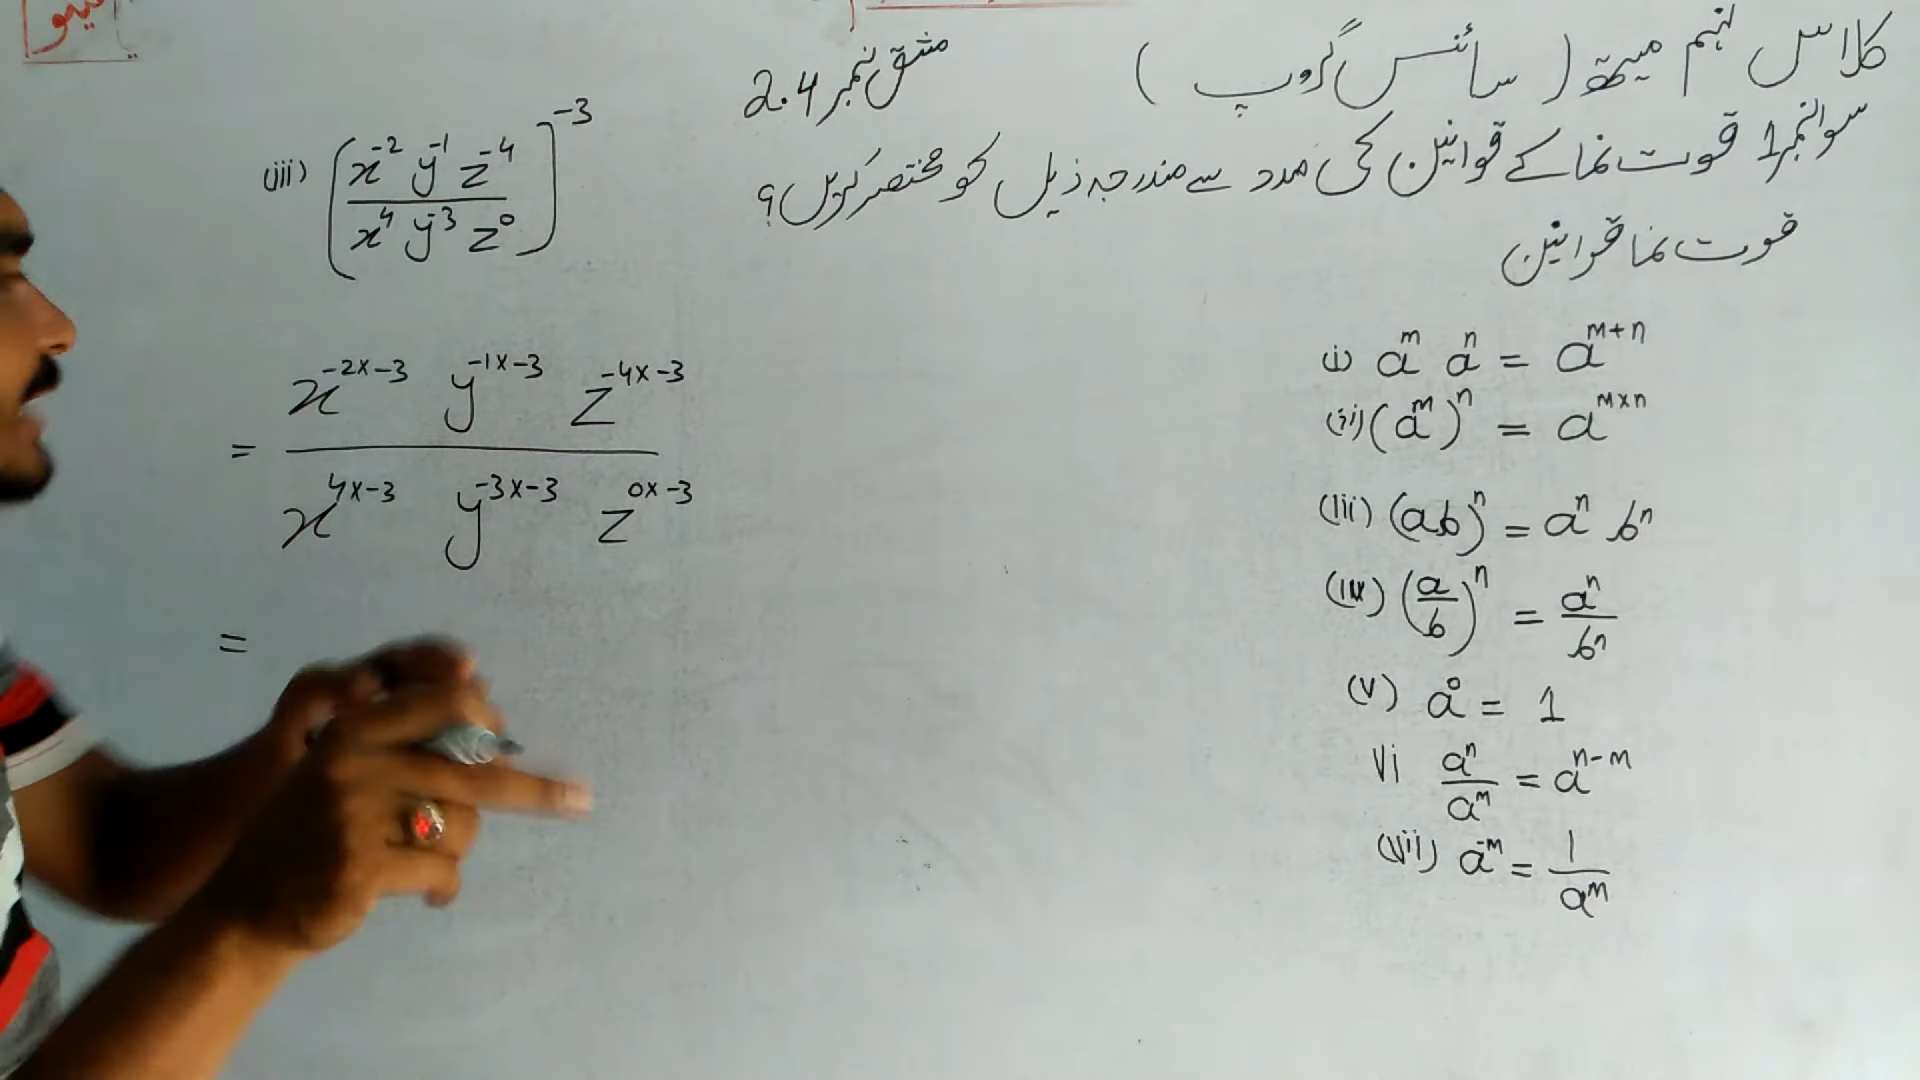 کلاس نہم میتھ (سائنس گروپ) مشق نمبر 2.4
سوال نمبر 1 قوت نما کے قوانین کی مدد سے مندرجہ ذیل کو مختصر کریں؟
قوت نما قوانین
(i) a^m a^n = a^{m+n}
(ii) (a^m)^n = a^{m×n}
(iii) (ab)^n = a^n b^n
(iv) (a/b)^n = a^n/b^n
(v) a^0 = 1
Vi a^n/a^m = a^{n-m}
(Vii) a^{-m} = 1/a^m
(iii) [x^{-2} y^{-1} z^{-4} / x^4 y^{-3} z^0]^{-3}
= x^{-2×-3} y^{-1×-3} z^{-4×-3} / x^{4×-3} y^{-3×-3} z^{0×-3}
=